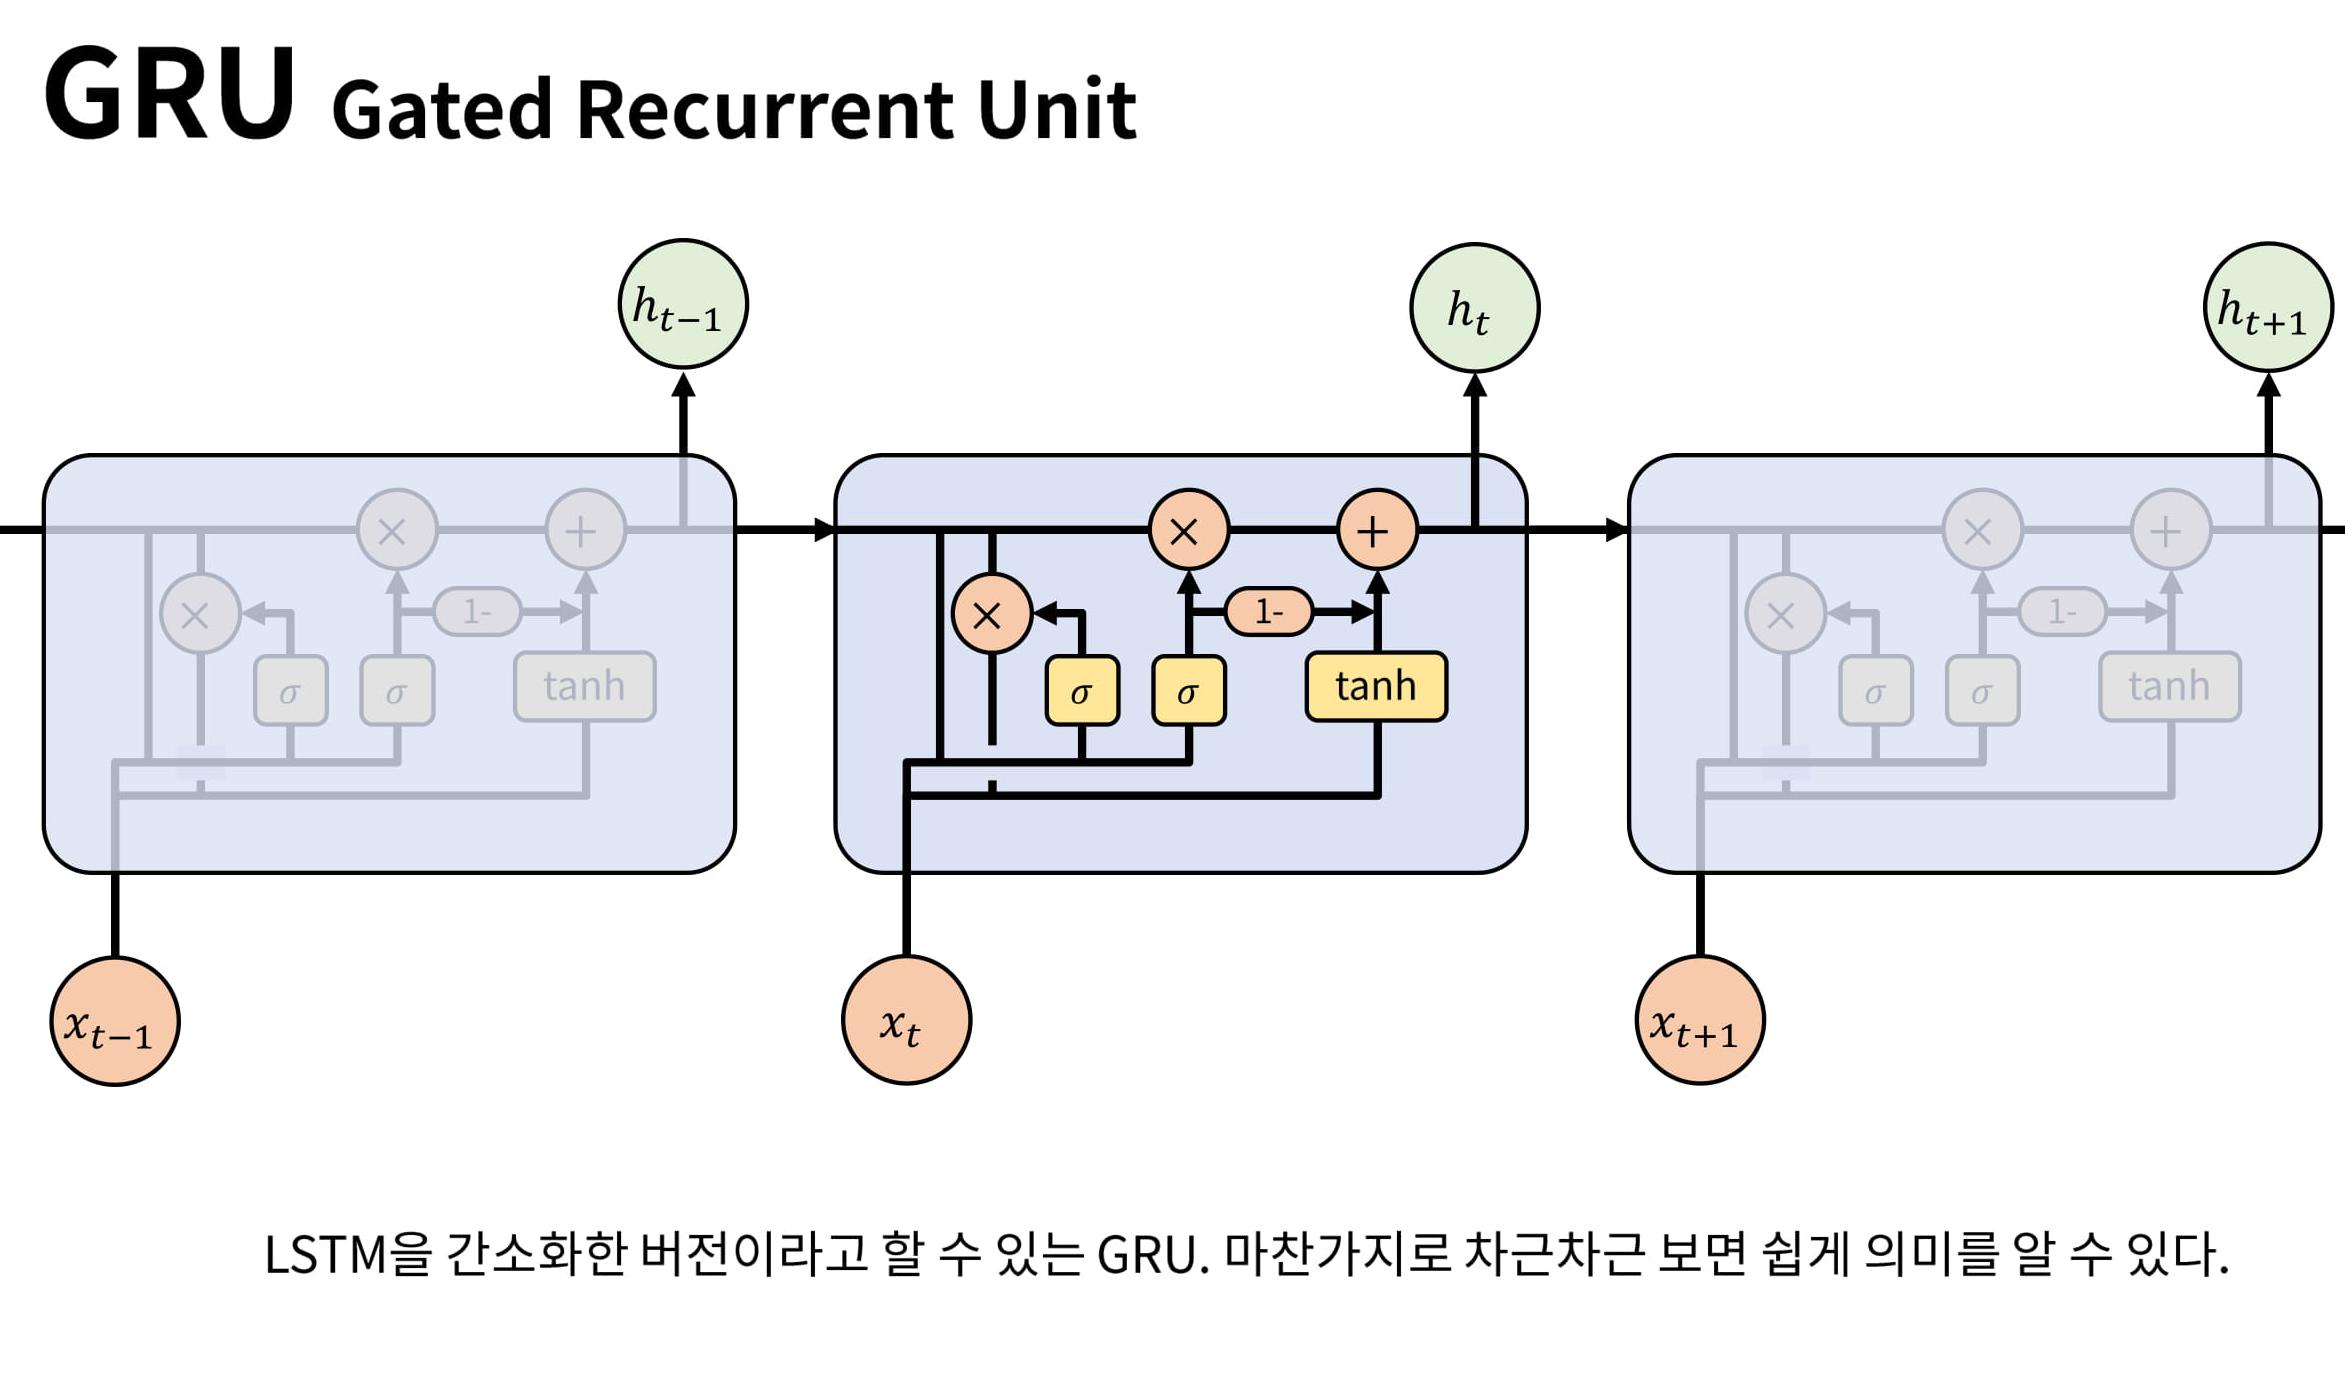 GRU Gated Recurrent Unit
h_{t-1}
h_t
h_{t+1}
× + × + × +
1- 1- 1-
× × ×
σ σ tanh σ σ tanh σ σ tanh
x_{t-1}
x_t
x_{t+1}
LSTM을 간소화한 버전이라고 할 수 있는 GRU. 마찬가지로 차근차근 보면 쉽게 의미를 알 수 있다.